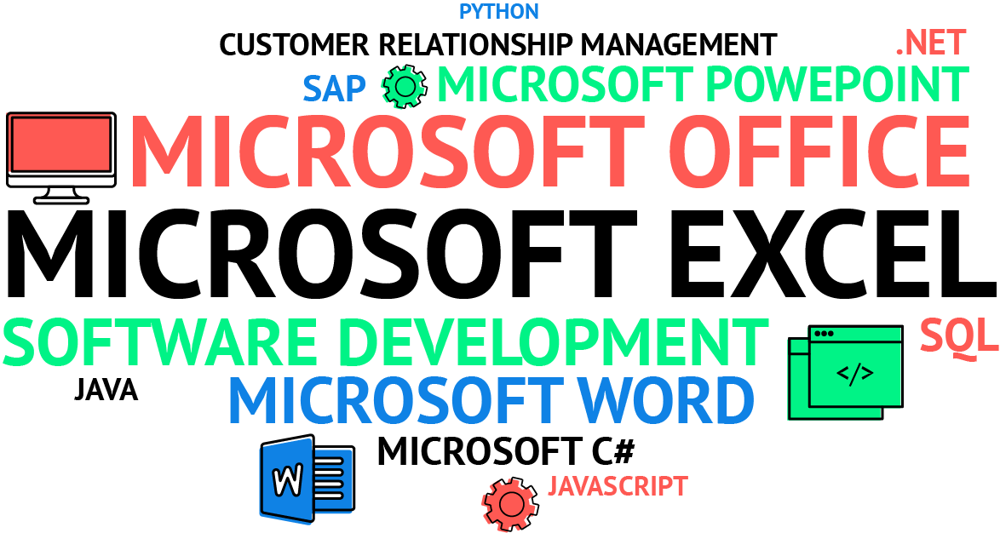 PYTHON
CUSTOMER RELATIONSHIP MANAGEMENT
.NET
SAP
MICROSOFT POWEPOINT
MICROSOFT OFFICE
MICROSOFT EXCEL
SOFTWARE DEVELOPMENT
</>
SQL
JAVA
MICROSOFT WORD
W
MICROSOFT C#
JAVASCRIPT